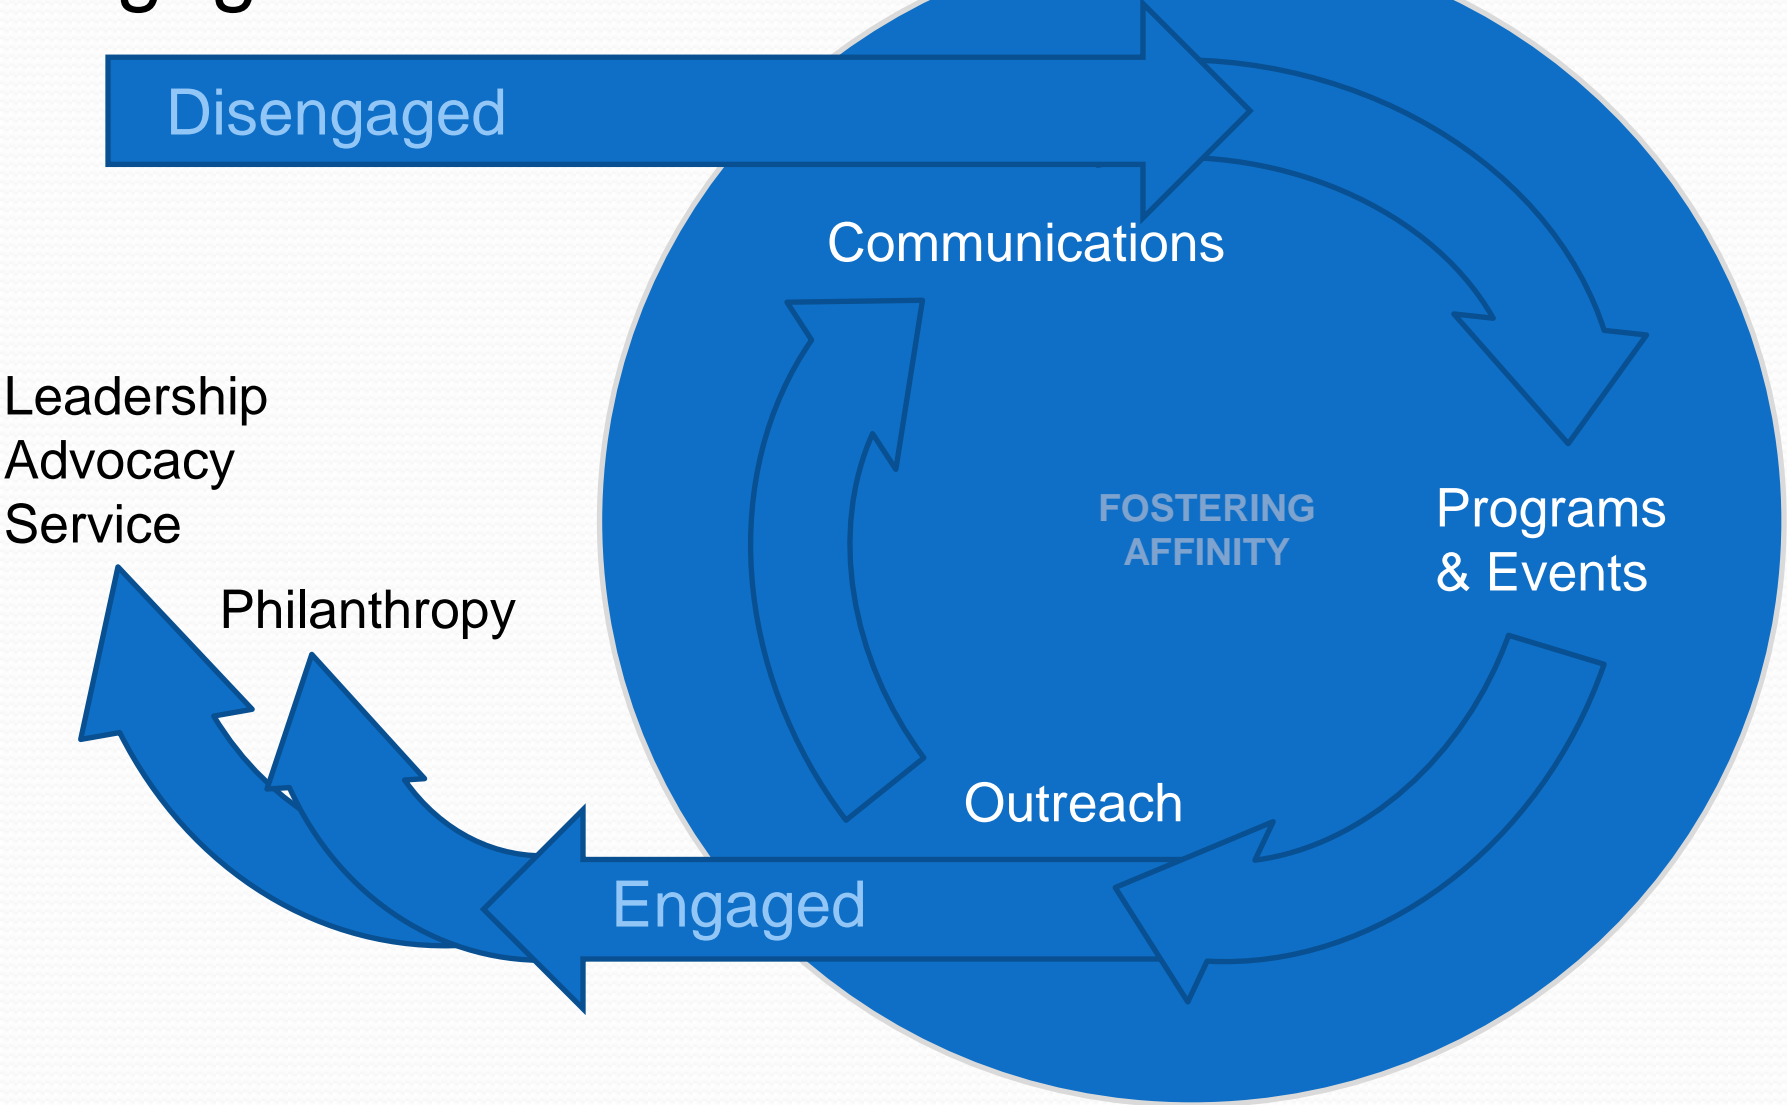 Disengaged
Communications
Leadership
Advocacy
Service
FOSTERING
AFFINITY
Programs
& Events
Philanthropy
Outreach
Engaged